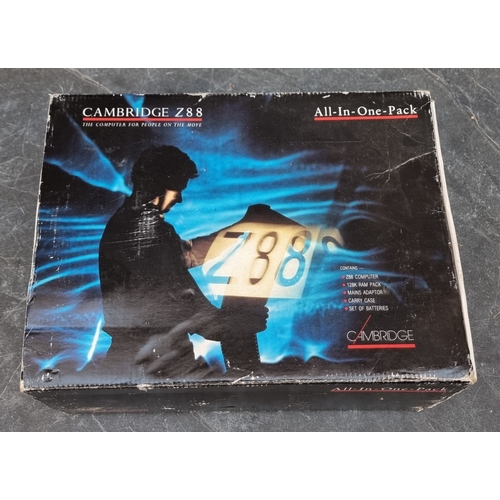 CAMBRIDGE Z88
THE COMPUTER FOR PEOPLE ON THE MOVE
All-In-One-Pack
Z88
CONTAINS
Z88 COMPUTER
128K RAM PACK
MAINS ADAPTOR
CARRY CASE
SET OF BATTERIES
CAMBRIDGE
All-In-One-Pack